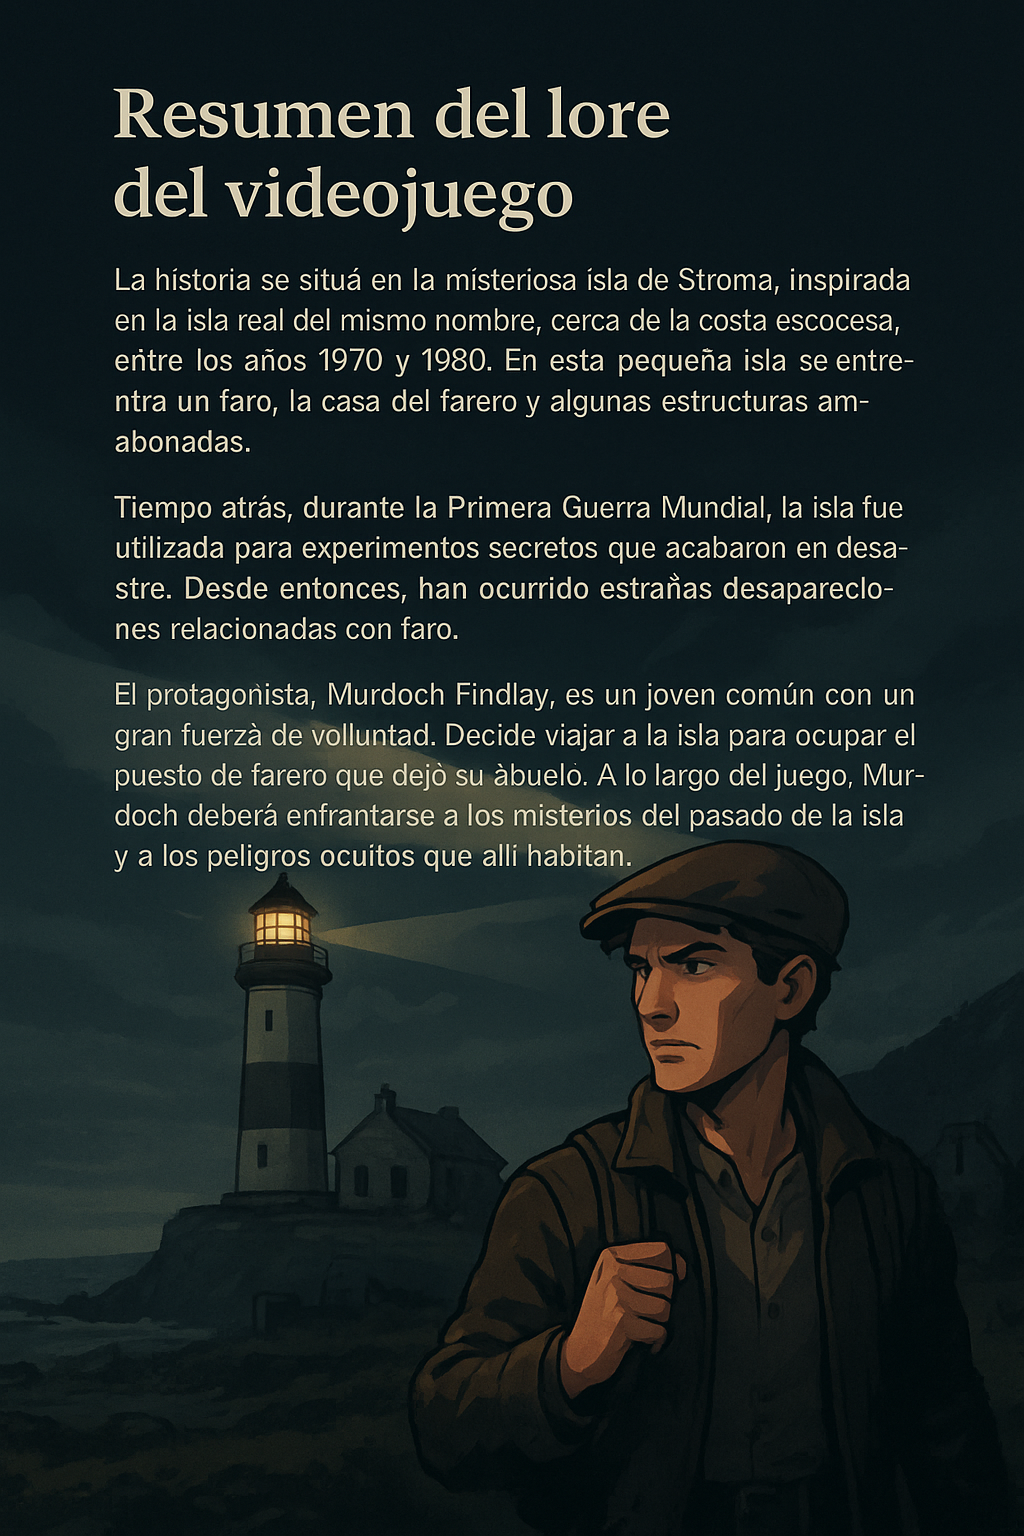 Resumen del lore
del videojuego
La hístoria se situá en la místeriosa ísla de Stroma, inspirada
en la isla real del mismo nombre, cerca de la costa escocesa,
entre los años 1970 y 1980. En esta pequeña isla se entre-
ntra un faro, la casa del farero y algunas estructuras am-
abonadas.
Tiempo atrás, durante la Primera Guerra Mundial, la isla fue
utilizada para experimentos secretos que acabaron en desa-
stre. Desde entonces, han ocurrido estrañas desapareclo-
nes relacionadas con faro.
El protagonista, Murdoch Findlay, es un joven común con un
gran fuerzà de volluntad. Decide viajar a la isla para ocupar el
puesto de farero que dejò su àbuelo. A lo largo del juego, Mur-
doch deberá enfrantarse a los misterios del pasado de la isla
y a los peligros ocuitos que alli habitan.